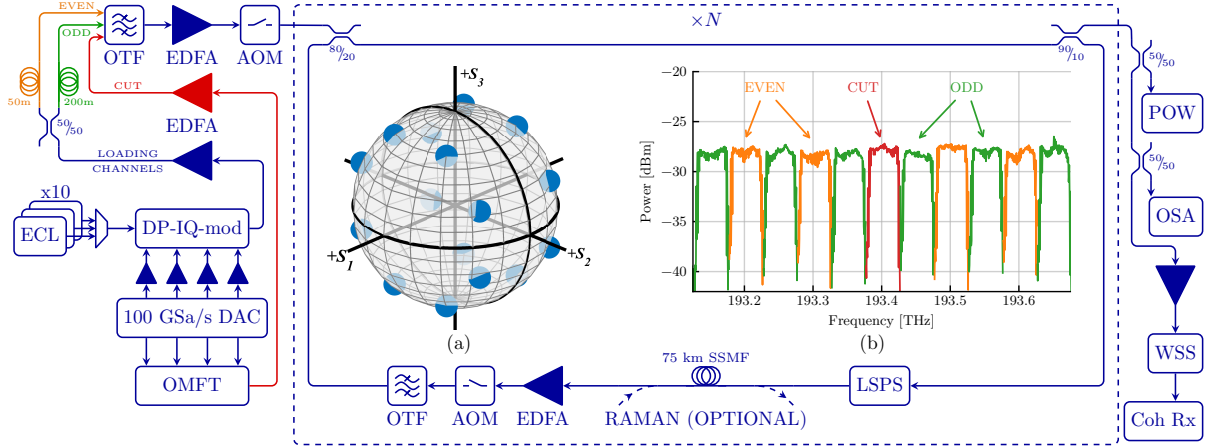 EVEN
ODD
OTF
EDFA
AOM
50m
200m
CUT
EDFA
50/50
LOADING
CHANNELS
x10
ECL
DP-IQ-mod
100 GSa/s DAC
OMFT
×N
80/20
90/10
+S3
+S1
+S2
(a)
−20
−25
−30
−35
−40
Power [dBm]
EVEN
CUT
ODD
193.2
193.3
193.4
193.5
193.6
Frequency [THz]
(b)
75 km SSMF
OTF
AOM
EDFA
RAMAN (OPTIONAL)
LSPS
50/50
POW
50/50
OSA
WSS
Coh Rx